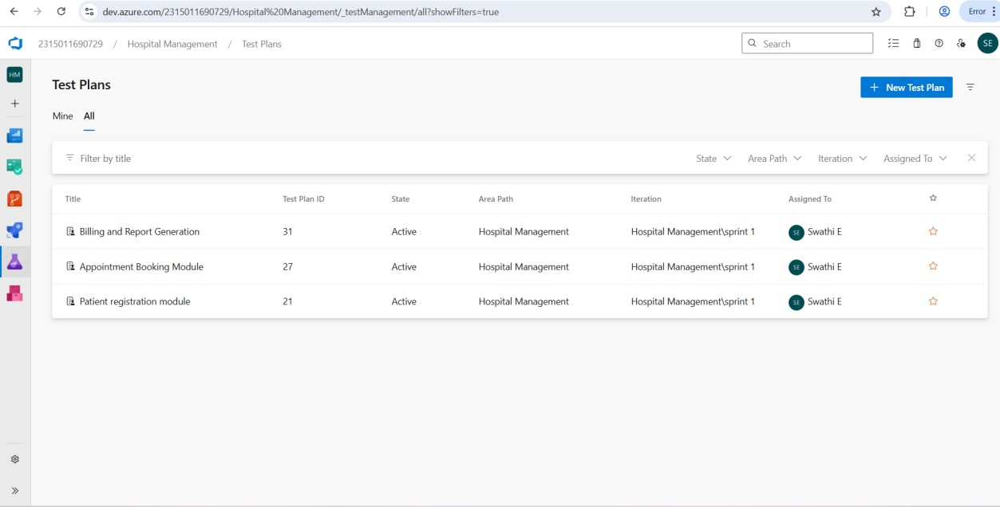 dev.azure.com/2315011690729/Hospital%20Management/_testManagement/all?showFilters=true
Error
2315011690729 / Hospital Management / Test Plans
Search
SE
HM
Test Plans
New Test Plan
Mine All
Filter by title State Area Path Iteration Assigned To
Title Test Plan ID State Area Path Iteration Assigned To
Billing and Report Generation 31 Active Hospital Management Hospital Management\sprint 1 SE Swathi E
Appointment Booking Module 27 Active Hospital Management Hospital Management\sprint 1 SE Swathi E
Patient registration module 21 Active Hospital Management Hospital Management\sprint 1 SE Swathi E